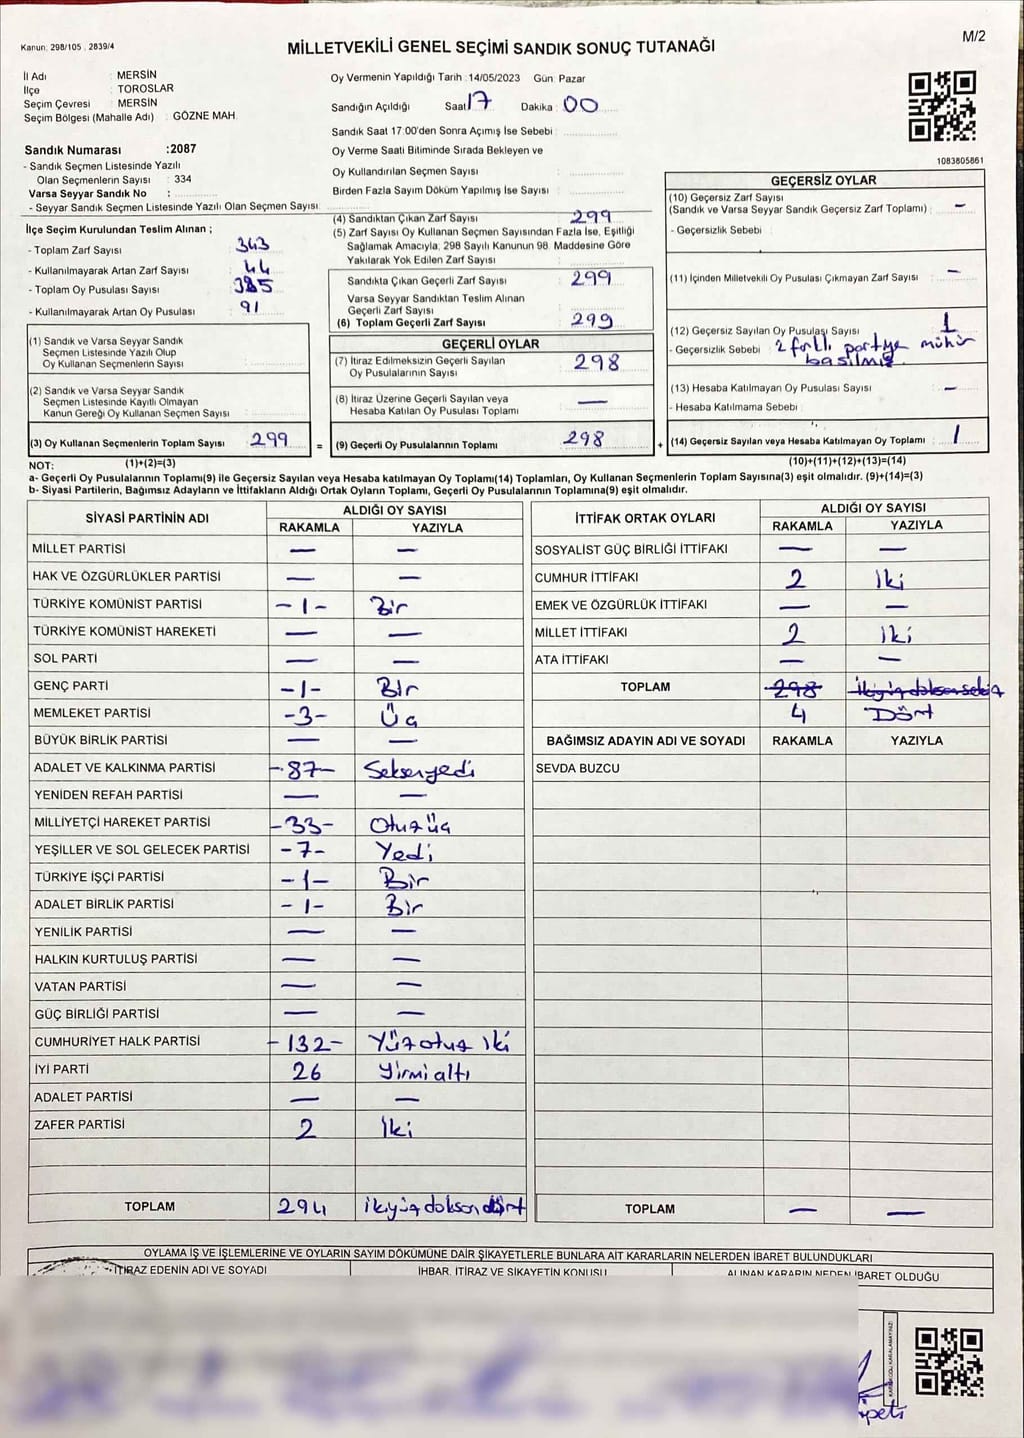 Kanun: 298/105 , 2839/4
MİLLETVEKİLİ GENEL SEÇİMİ SANDIK SONUÇ TUTANAĞI
M/2
İl Adı : MERSİN
İlçe : TOROSLAR
Seçim Çevresi : MERSİN
Seçim Bölgesi (Mahalle Adı) : GÖZNE MAH.
Oy Vermenin Yapıldığı Tarih :14/05/2023 Gün: Pazar
Sandığın Açıldığı Saat 17 Dakika : 00
Sandık Saat 17:00'den Sonra Açımış İse Sebebi :
Oy Verme Saati Bitiminde Sırada Bekleyen ve
Oy Kullandırılan Seçmen Sayısı :
Birden Fazla Sayım Döküm Yapılmış İse Sayısı :
Sandık Numarası :2087
- Sandık Seçmen Listesinde Yazılı
Olan Seçmenlerin Sayısı : 334
Varsa Seyyar Sandık No :
- Seyyar Sandık Seçmen Listesinde Yazılı Olan Seçmen Sayısı:
1083805861
İlçe Seçim Kurulundan Teslim Alınan ;
- Toplam Zarf Sayısı : 343
- Kullanılmayarak Artan Zarf Sayısı : 44
- Toplam Oy Pusulası Sayısı : 385
- Kullanılmayarak Artan Oy Pusulası : 91
(1) Sandık ve Varsa Seyyar Sandık
Seçmen Listesinde Yazılı Olup
Oy Kullanan Seçmenlerin Sayısı :
(2) Sandık ve Varsa Seyyar Sandık
Seçmen Listesinde Kayıtlı Olmayan
Kanun Gereği Oy Kullanan Seçmen Sayısı :
(3) Oy Kullanan Seçmenlerin Toplam Sayısı : 299 =
(4) Sandıktan Çıkan Zarf Sayısı : 299
(5) Zarf Sayısı Oy Kullanan Seçmen Sayısından Fazla İse, Eşitliği
Sağlamak Amacıyla, 298 Sayılı Kanunun 98. Maddesine Göre
Yakılarak Yok Edilen Zarf Sayısı :
Sandıkta Çıkan Geçerli Zarf Sayısı : 299
Varsa Seyyar Sandıktan Teslim Alınan
Geçerli Zarf Sayısı :
(6) Toplam Geçerli Zarf Sayısı : 299
GEÇERLİ OYLAR
(7) İtiraz Edilmeksizin Geçerli Sayılan
Oy Pusulalarının Sayısı : 298
(8) İtiraz Üzerine Geçerli Sayılan veya
Hesaba Katılan Oy Pusulası Toplamı : —
(9) Geçerli Oy Pusulalarının Toplamı : 298 +
GEÇERSİZ OYLAR
(10) Geçersiz Zarf Sayısı
(Sandık ve Varsa Seyyar Sandık Geçersiz Zarf Toplamı) : —
- Geçersizlik Sebebi :
(11) İçinden Milletvekili Oy Pusulası Çıkmayan Zarf Sayısı : —
(12) Geçersiz Sayılan Oy Pusulası Sayısı : 1
- Geçersizlik Sebebi : 2 farklı partiye mühür
basılmış.
(13) Hesaba Katılmayan Oy Pusulası Sayısı : —
- Hesaba Katılmama Sebebi :
(14) Geçersiz Sayılan veya Hesaba Katılmayan Oy Toplamı : 1
NOT: (1)+(2)=(3)
(10)+(11)+(12)+(13)=(14)
a- Geçerli Oy Pusulalarının Toplamı(9) ile Geçersiz Sayılan veya Hesaba katılmayan Oy Toplamı(14) Toplamları, Oy Kullanan Seçmenlerin Toplam Sayısına(3) eşit olmalıdır. (9)+(14)=(3)
b- Siyasi Partilerin, Bağımsız Adayların ve İttifakların Aldığı Ortak Oyların Toplamı, Geçerli Oy Pusulalarının Toplamına(9) eşit olmalıdır.
SİYASİ PARTİNİN ADI ALDIĞI OY SAYISI
RAKAMLA YAZIYLA
MİLLET PARTİSİ — —
HAK VE ÖZGÜRLÜKLER PARTİSİ — —
TÜRKİYE KOMÜNİST PARTİSİ -1- Bir
TÜRKİYE KOMÜNİST HAREKETİ — —
SOL PARTİ — —
GENÇ PARTİ -1- Bir
MEMLEKET PARTİSİ -3- Üç
BÜYÜK BİRLİK PARTİSİ — —
ADALET VE KALKINMA PARTİSİ -87- Seksenyedi
YENİDEN REFAH PARTİSİ — —
MİLLİYETÇİ HAREKET PARTİSİ -33- Otuzüç
YEŞİLLER VE SOL GELECEK PARTİSİ -7- Yedi
TÜRKİYE İŞÇİ PARTİSİ -1- Bir
ADALET BİRLİK PARTİSİ -1- Bir
YENİLİK PARTİSİ — —
HALKIN KURTULUŞ PARTİSİ — —
VATAN PARTİSİ — —
GÜÇ BİRLİĞİ PARTİSİ — —
CUMHURİYET HALK PARTİSİ -132- Yüzotuz iki
İYİ PARTİ 26 Yirmialtı
ADALET PARTİSİ — —
ZAFER PARTİSİ 2 İki
TOPLAM 294 ikiyüzdoksandört
İTTİFAK ORTAK OYLARI ALDIĞI OY SAYISI
RAKAMLA YAZIYLA
SOSYALİST GÜÇ BİRLİĞİ İTTİFAKI — —
CUMHUR İTTİFAKI 2 İki
EMEK VE ÖZGÜRLÜK İTTİFAKI — —
MİLLET İTTİFAKI 2 İki
ATA İTTİFAKI — —
TOPLAM 298 ikiyüzdoksansekiz
4 Dört
BAĞIMSIZ ADAYIN ADI VE SOYADI RAKAMLA YAZIYLA
SEVDA BUZCU
TOPLAM — —
OYLAMA İŞ VE İŞLEMLERİNE VE OYLARIN SAYIM DÖKÜMÜNE DAİR ŞİKAYETLERLE BUNLARA AİT KARARLARIN NELERDEN İBARET BULUNDUKLARI
İTİRAZ EDENİN ADI VE SOYADI İHBAR, İTİRAZ VE ŞİKAYETİN KONUSU ALINAN KARARIN NEDEN İBARET OLDUĞU